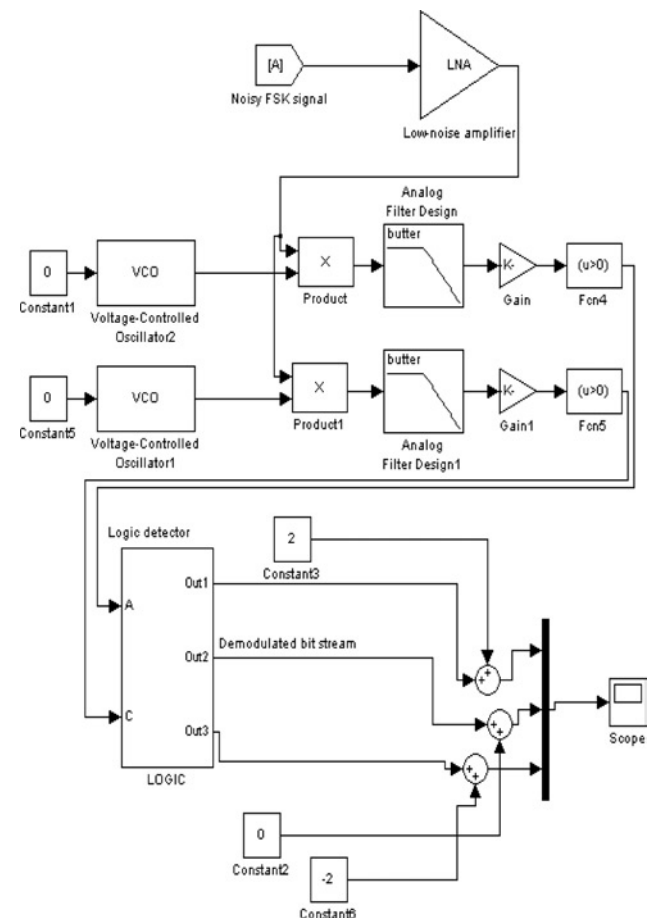 [A]
Noisy FSK signal
LNA
Low-noise amplifier
Analog
Filter Design
0
Constant1
VCO
Voltage-Controlled
Oscillator2
X
Product
butter
K-
Gain
(u>0)
Fcn4
0
Constant5
VCO
Voltage-Controlled
Oscillator1
X
Product1
butter
Analog
Filter Design1
K-
Gain1
(u>0)
Fcn5
Logic detector
A
C
Out1
Out2
Out3
LOGIC
2
Constant3
Demodulated bit stream
+
+
+
+
+
+
Scope
0
Constant2
-2
Constant6